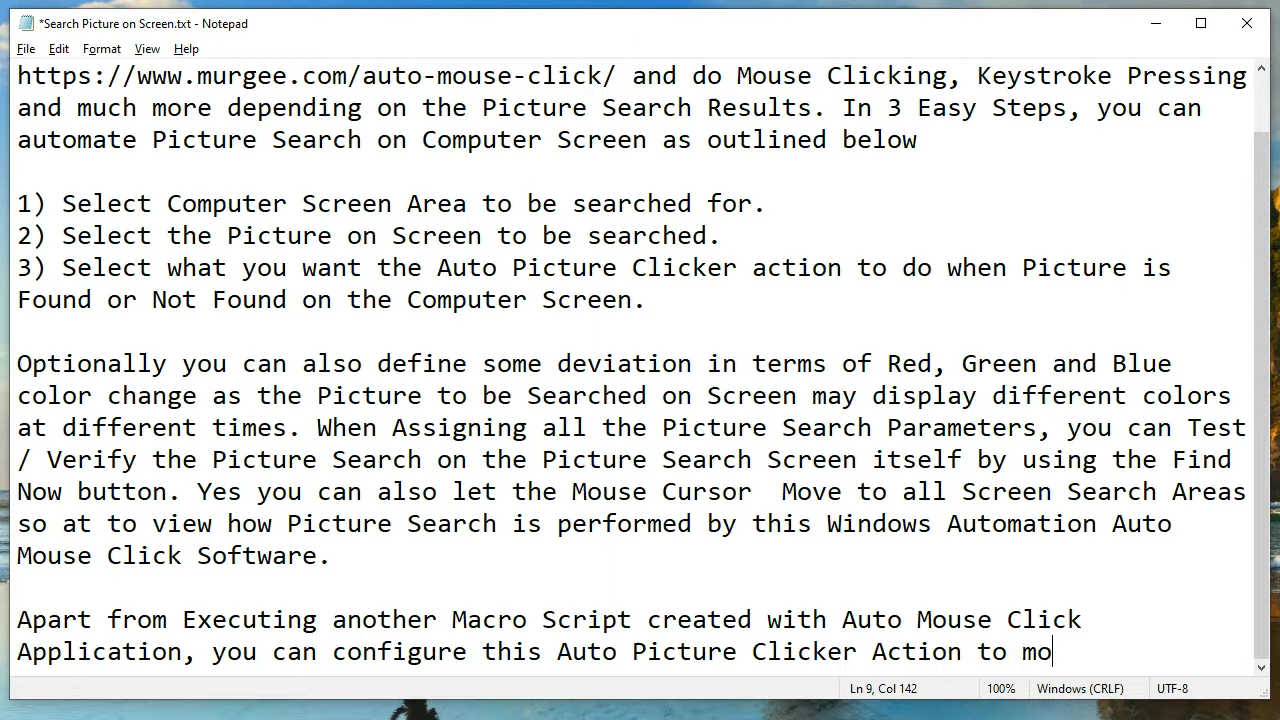 *Search Picture on Screen.txt - Notepad
File Edit Format View Help
https://www.murgee.com/auto-mouse-click/ and do Mouse Clicking, Keystroke Pressing
and much more depending on the Picture Search Results. In 3 Easy Steps, you can
automate Picture Search on Computer Screen as outlined below
1) Select Computer Screen Area to be searched for.
2) Select the Picture on Screen to be searched.
3) Select what you want the Auto Picture Clicker action to do when Picture is
Found or Not Found on the Computer Screen.
Optionally you can also define some deviation in terms of Red, Green and Blue
color change as the Picture to be Searched on Screen may display different colors
at different times. When Assigning all the Picture Search Parameters, you can Test
/ Verify the Picture Search on the Picture Search Screen itself by using the Find
Now button. Yes you can also let the Mouse Cursor  Move to all Screen Search Areas
so at to view how Picture Search is performed by this Windows Automation Auto
Mouse Click Software.
Apart from Executing another Macro Script created with Auto Mouse Click
Application, you can configure this Auto Picture Clicker Action to mo
Ln 9, Col 142 100% Windows (CRLF) UTF-8